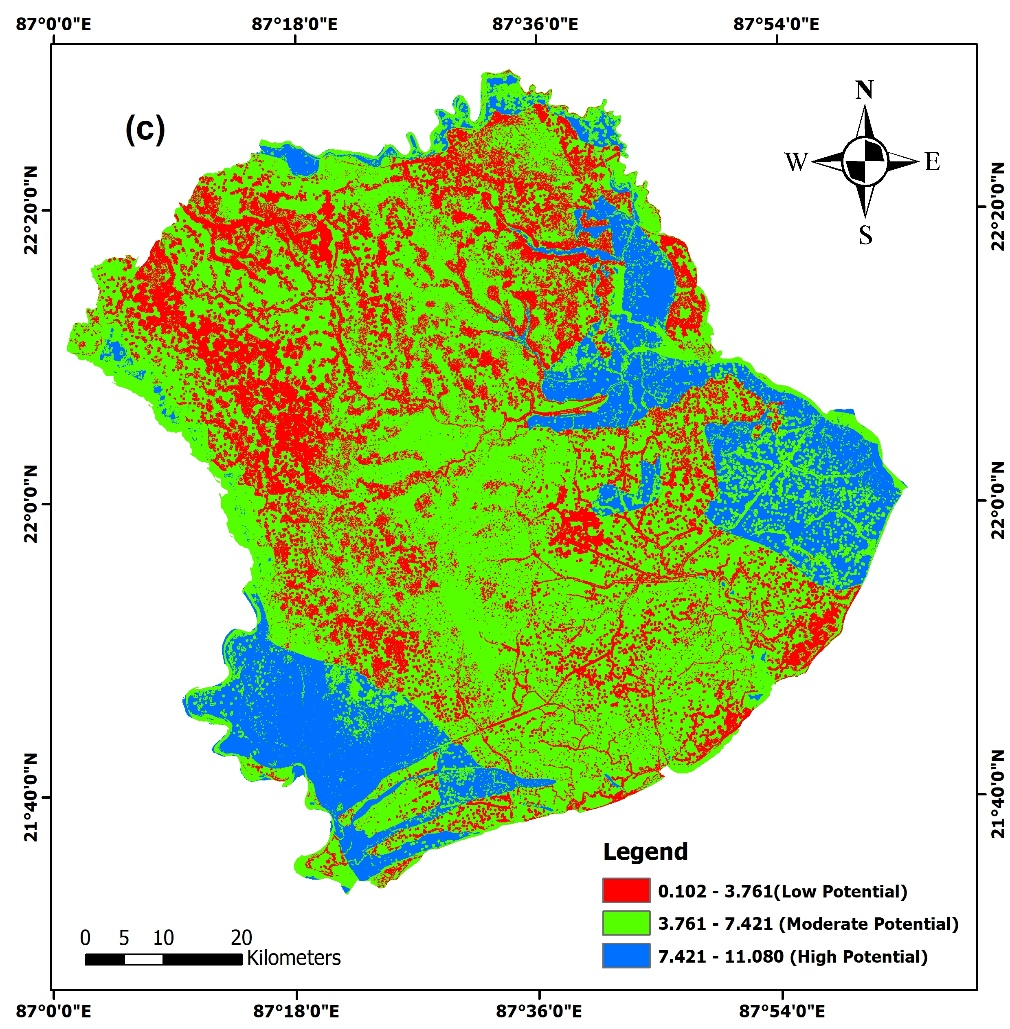 87°0'0"E 87°18'0"E 87°36'0"E 87°54'0"E
(c)
N
W E
S
22°20'0"N 22°20'0"N
22°0'0"N 22°0'0"N
21°40'0"N 21°40'0"N
Legend
0.102 - 3.761(Low Potential)
3.761 - 7.421 (Moderate Potential)
7.421 - 11.080 (High Potential)
0 5 10 20
Kilometers
87°0'0"E 87°18'0"E 87°36'0"E 87°54'0"E